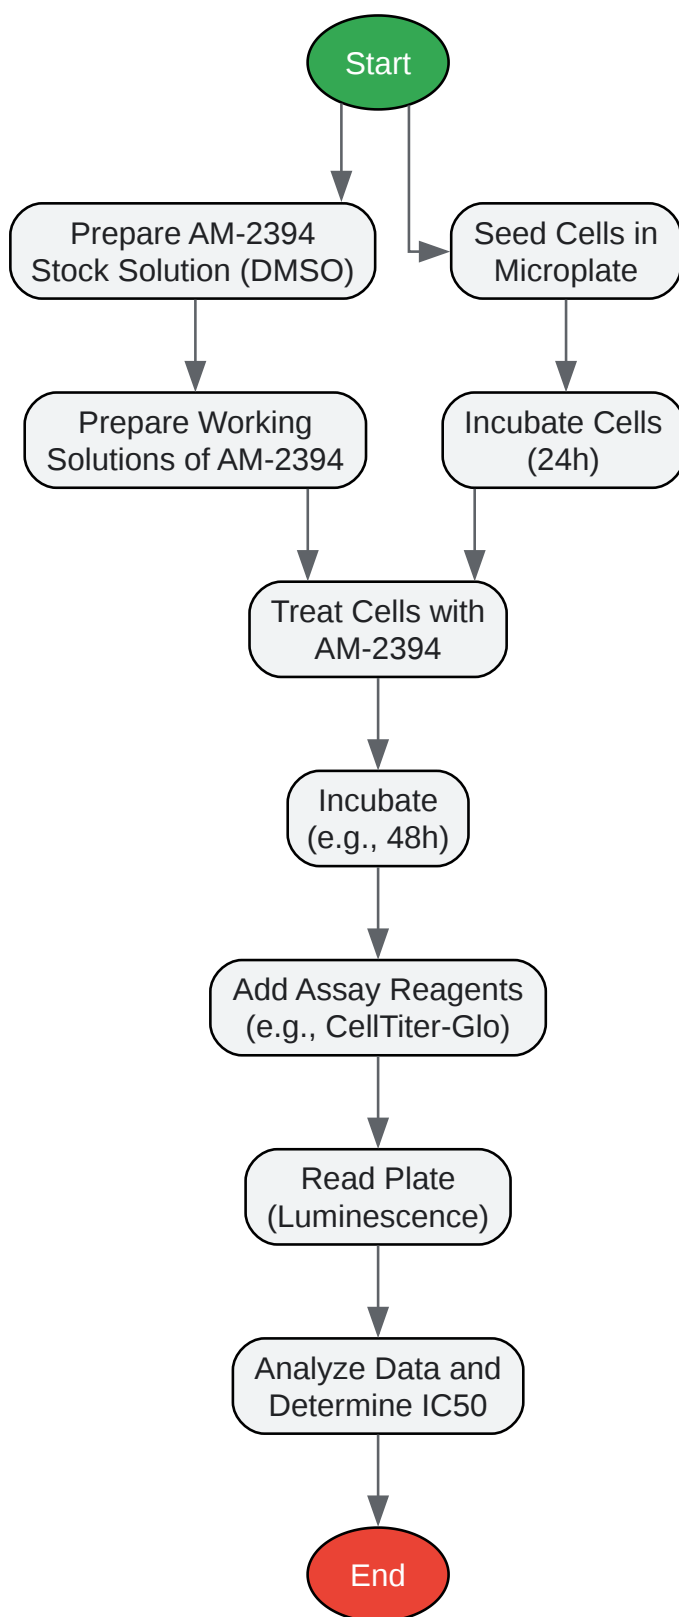 Start
Prepare AM-2394
Stock Solution (DMSO)
Seed Cells in
Microplate
Prepare Working
Solutions of AM-2394
Incubate Cells
(24h)
Treat Cells with
AM-2394
Incubate
(e.g., 48h)
Add Assay Reagents
(e.g., CellTiter-Glo)
Read Plate
(Luminescence)
Analyze Data and
Determine IC50
End